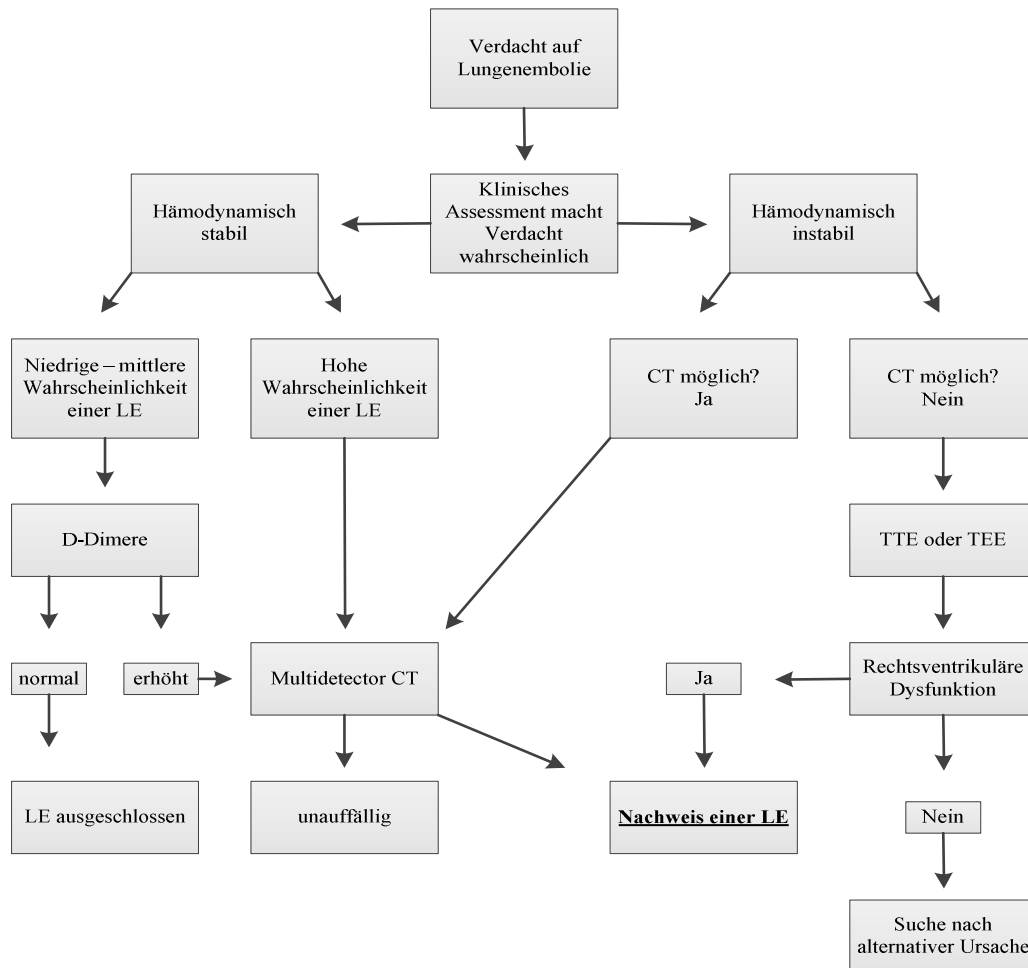 Verdacht auf
Lungenembolie
Klinisches
Assessment macht
Verdacht
wahrscheinlich
Hämodynamisch
stabil
Hämodynamisch
instabil
Niedrige – mittlere
Wahrscheinlichkeit
einer LE
Hohe
Wahrscheinlichkeit
einer LE
CT möglich?
Ja
CT möglich?
Nein
D-Dimere
TTE oder TEE
normal
erhöht
Multidetector CT
Ja
Rechtsventrikuläre
Dysfunktion
LE ausgeschlossen
unauffällig
Nachweis einer LE
Nein
Suche nach
alternativer Ursache